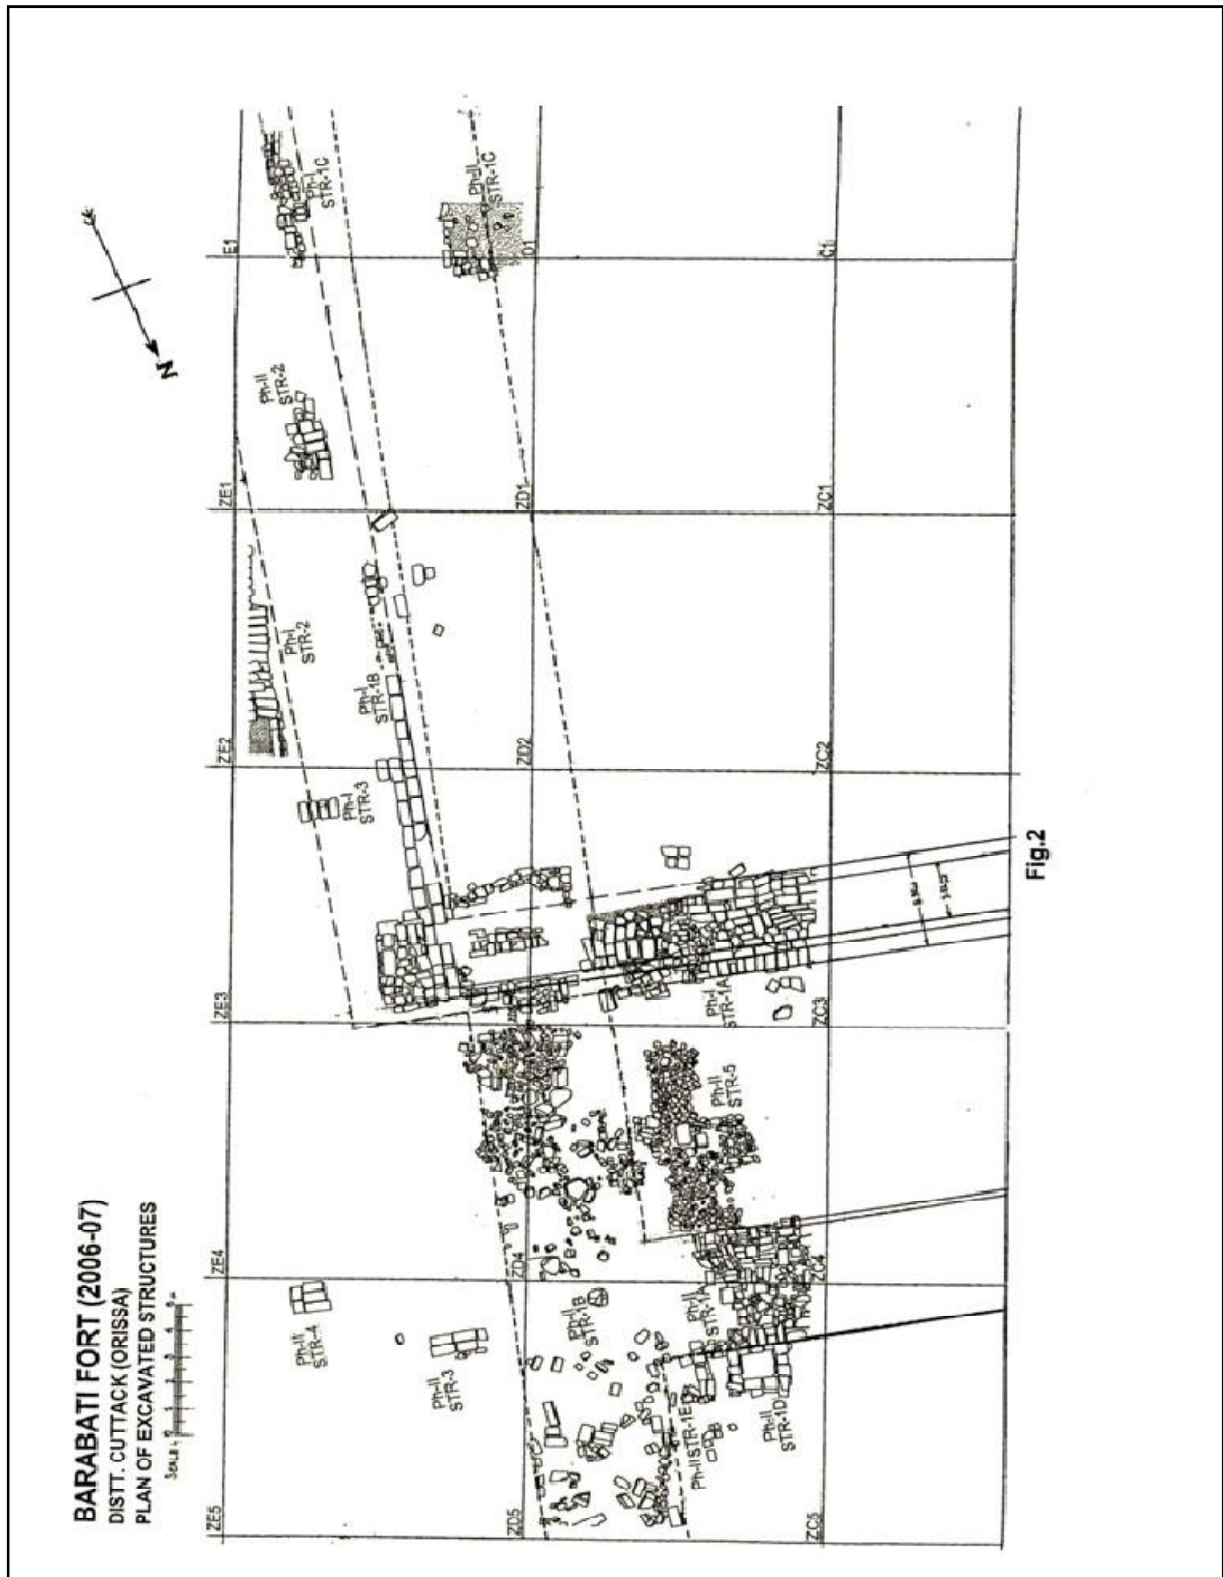 BARABATI FORT (2006-07)
DISTT. CUTTACK (ORISSA)
PLAN OF EXCAVATED STRUCTURES
SCALE
N
ZE5
ZE4
ZE3
ZE2
ZE1
E1
ZD5
ZD4
ZD2
ZD1
D1
ZC5
ZC4
ZC3
ZC2
ZC1
C1
Ph-I
STR-1C
Ph-II
STR-1C
Ph-II
STR-2
Ph-I
STR-2
Ph-I
STR-1B
Ph-I
STR-3
Ph-I
STR-1A
Ph-II
STR-5
Ph-II
STR-4
Ph-II
STR-3
Ph-II
STR-1B
Ph-II
STR-1A
Ph-II STR-1E
Ph-II
STR-1D
Fig.2